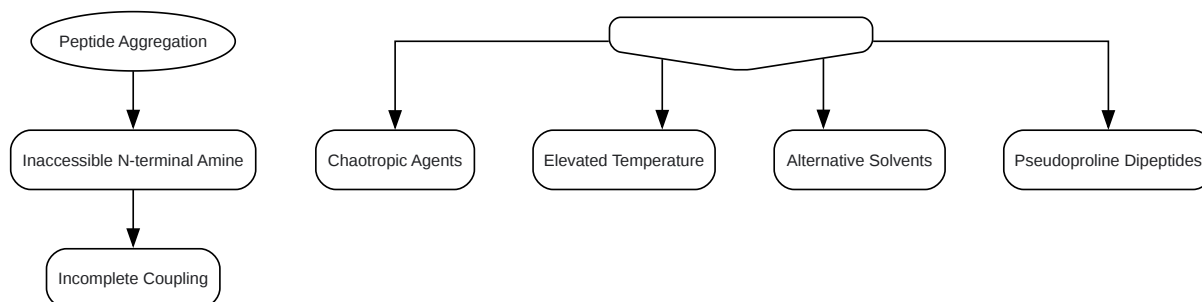 Peptide Aggregation
Inaccessible N-terminal Amine
Chaotropic Agents
Elevated Temperature
Alternative Solvents
Pseudoproline Dipeptides
Incomplete Coupling